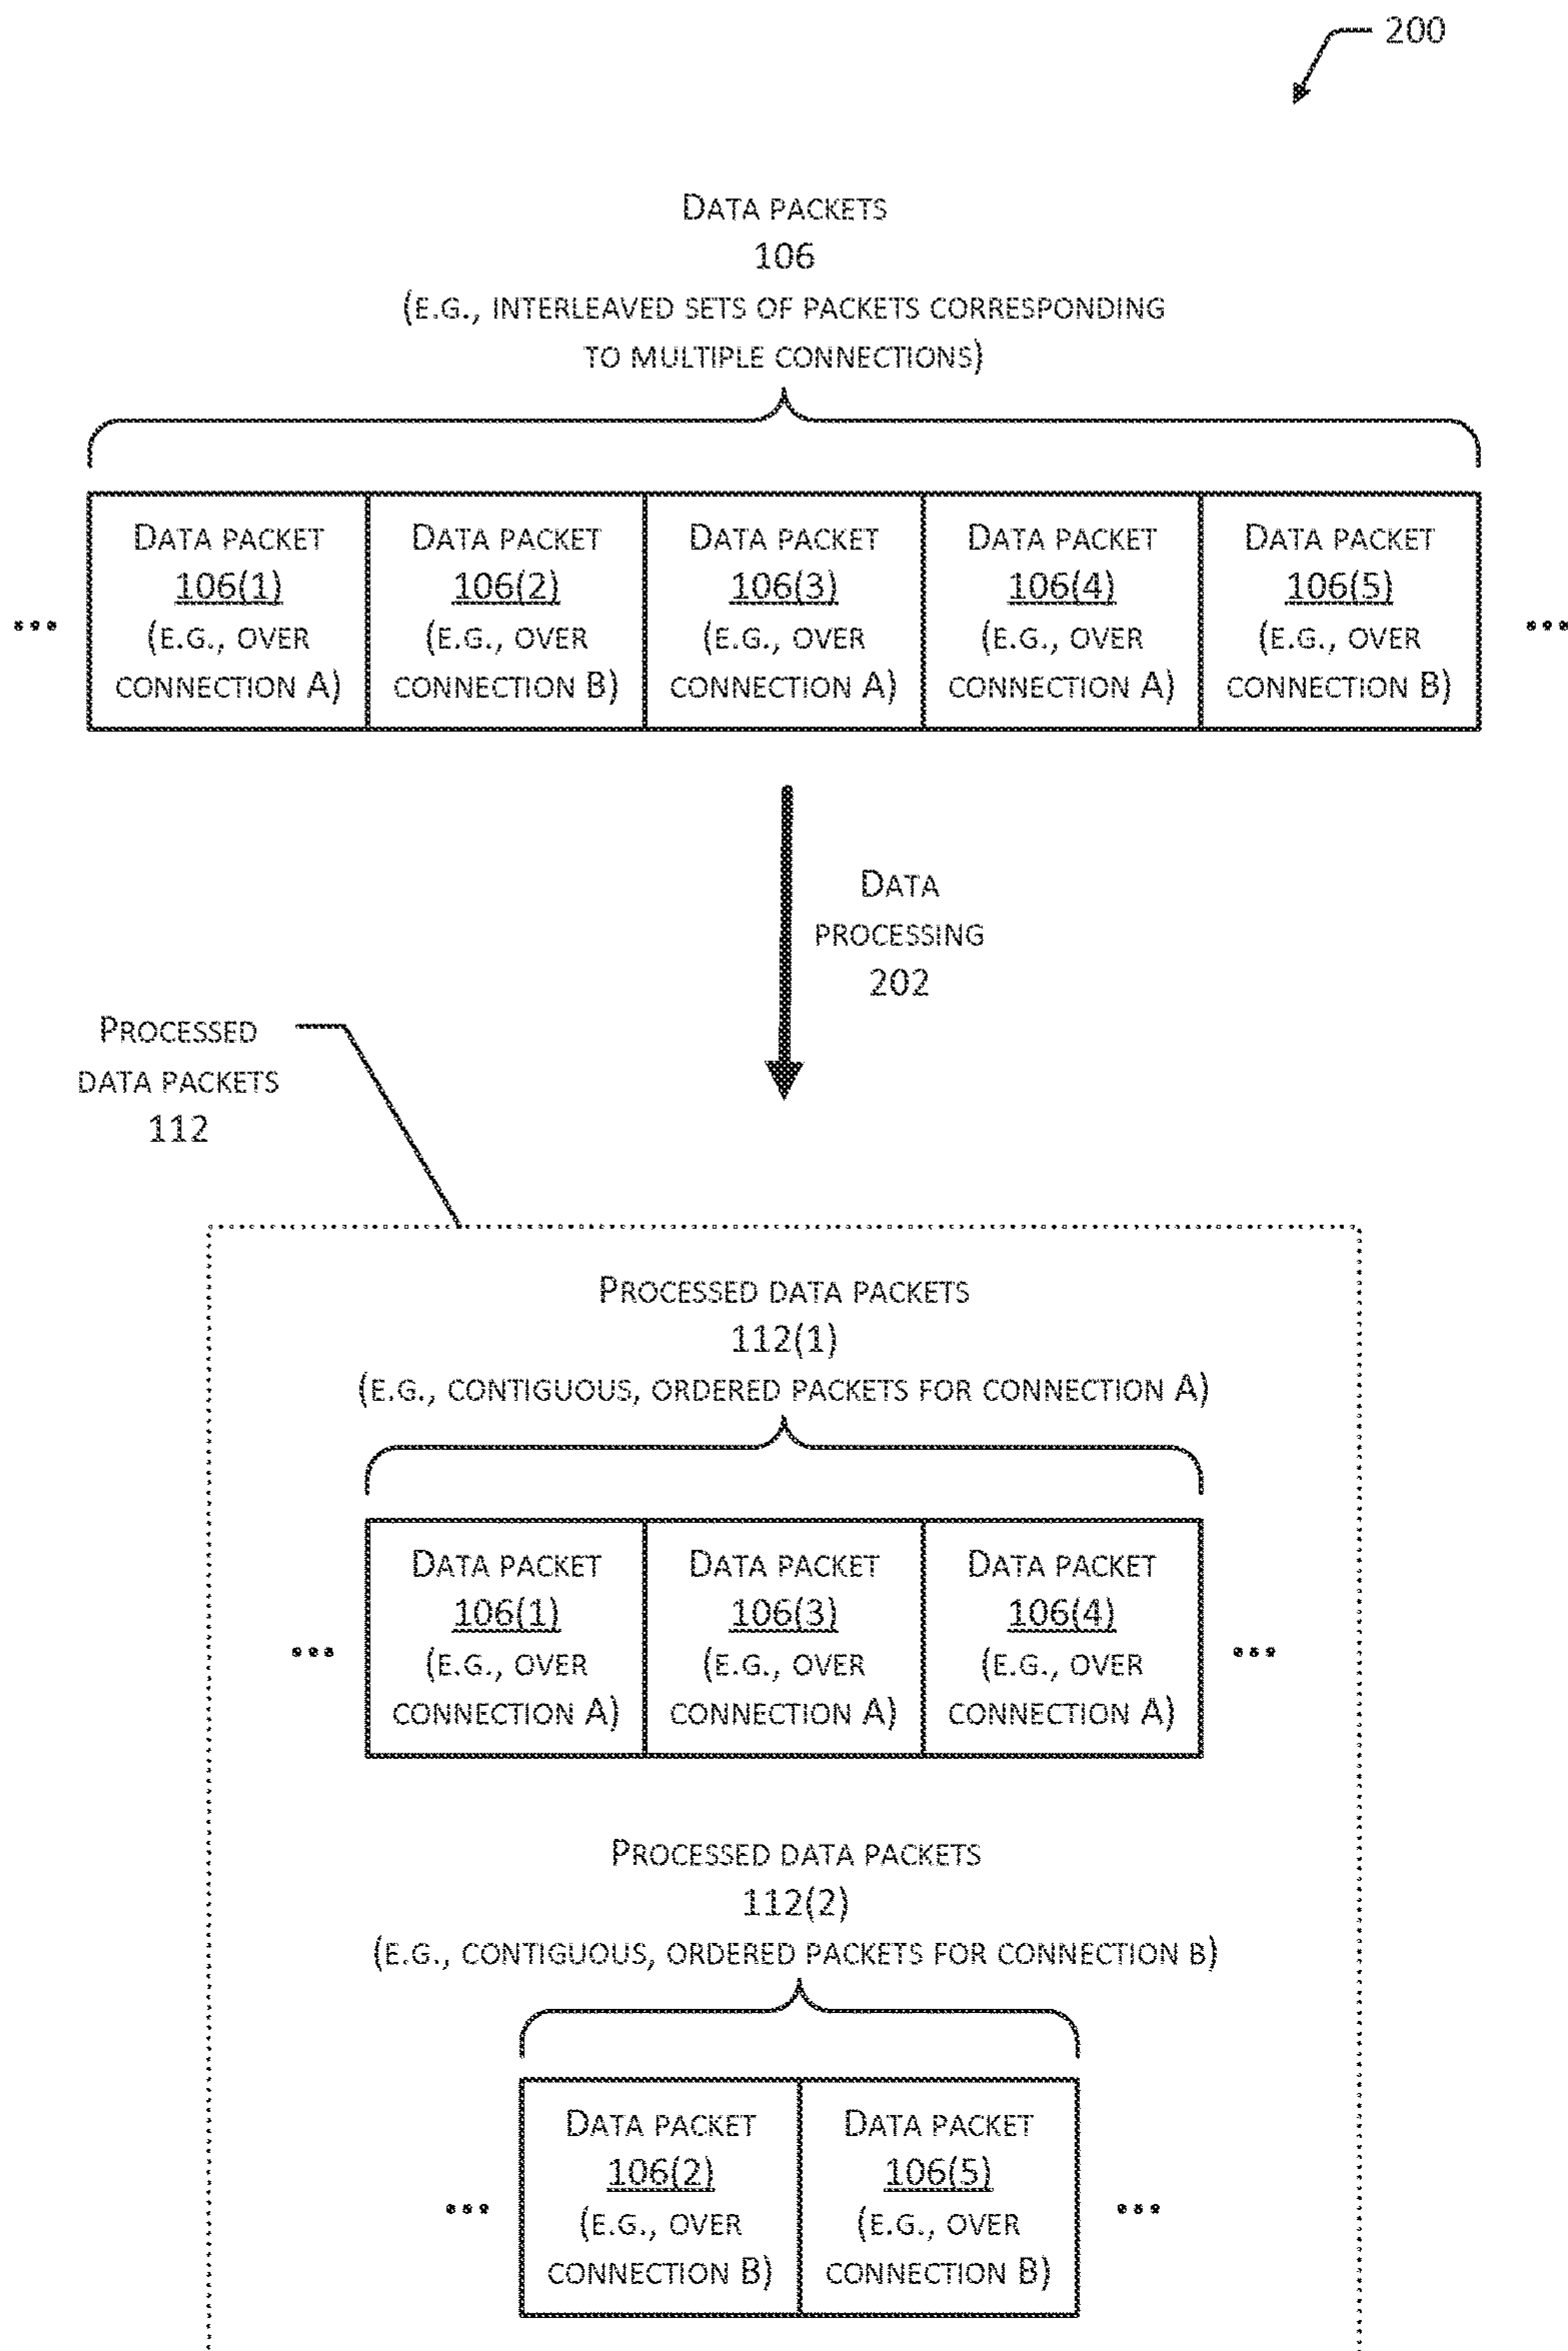 200
DATA PACKETS
106
(E.G., INTERLEAVED SETS OF PACKETS CORRESPONDING
TO MULTIPLE CONNECTIONS)
DATA PACKET
106(1)
(E.G., OVER
CONNECTION A)
DATA PACKET
106(2)
(E.G., OVER
CONNECTION B)
DATA PACKET
106(3)
(E.G., OVER
CONNECTION A)
DATA PACKET
106(4)
(E.G., OVER
CONNECTION A)
DATA PACKET
106(5)
(E.G., OVER
CONNECTION B)
...
...
DATA
PROCESSING
202
PROCESSED
DATA PACKETS
112
PROCESSED DATA PACKETS
112(1)
(E.G., CONTIGUOUS, ORDERED PACKETS FOR CONNECTION A)
...
DATA PACKET
106(1)
(E.G., OVER
CONNECTION A)
DATA PACKET
106(3)
(E.G., OVER
CONNECTION A)
DATA PACKET
106(4)
(E.G., OVER
CONNECTION A)
...
PROCESSED DATA PACKETS
112(2)
(E.G., CONTIGUOUS, ORDERED PACKETS FOR CONNECTION B)
...
DATA PACKET
106(2)
(E.G., OVER
CONNECTION B)
DATA PACKET
106(5)
(E.G., OVER
CONNECTION B)
...